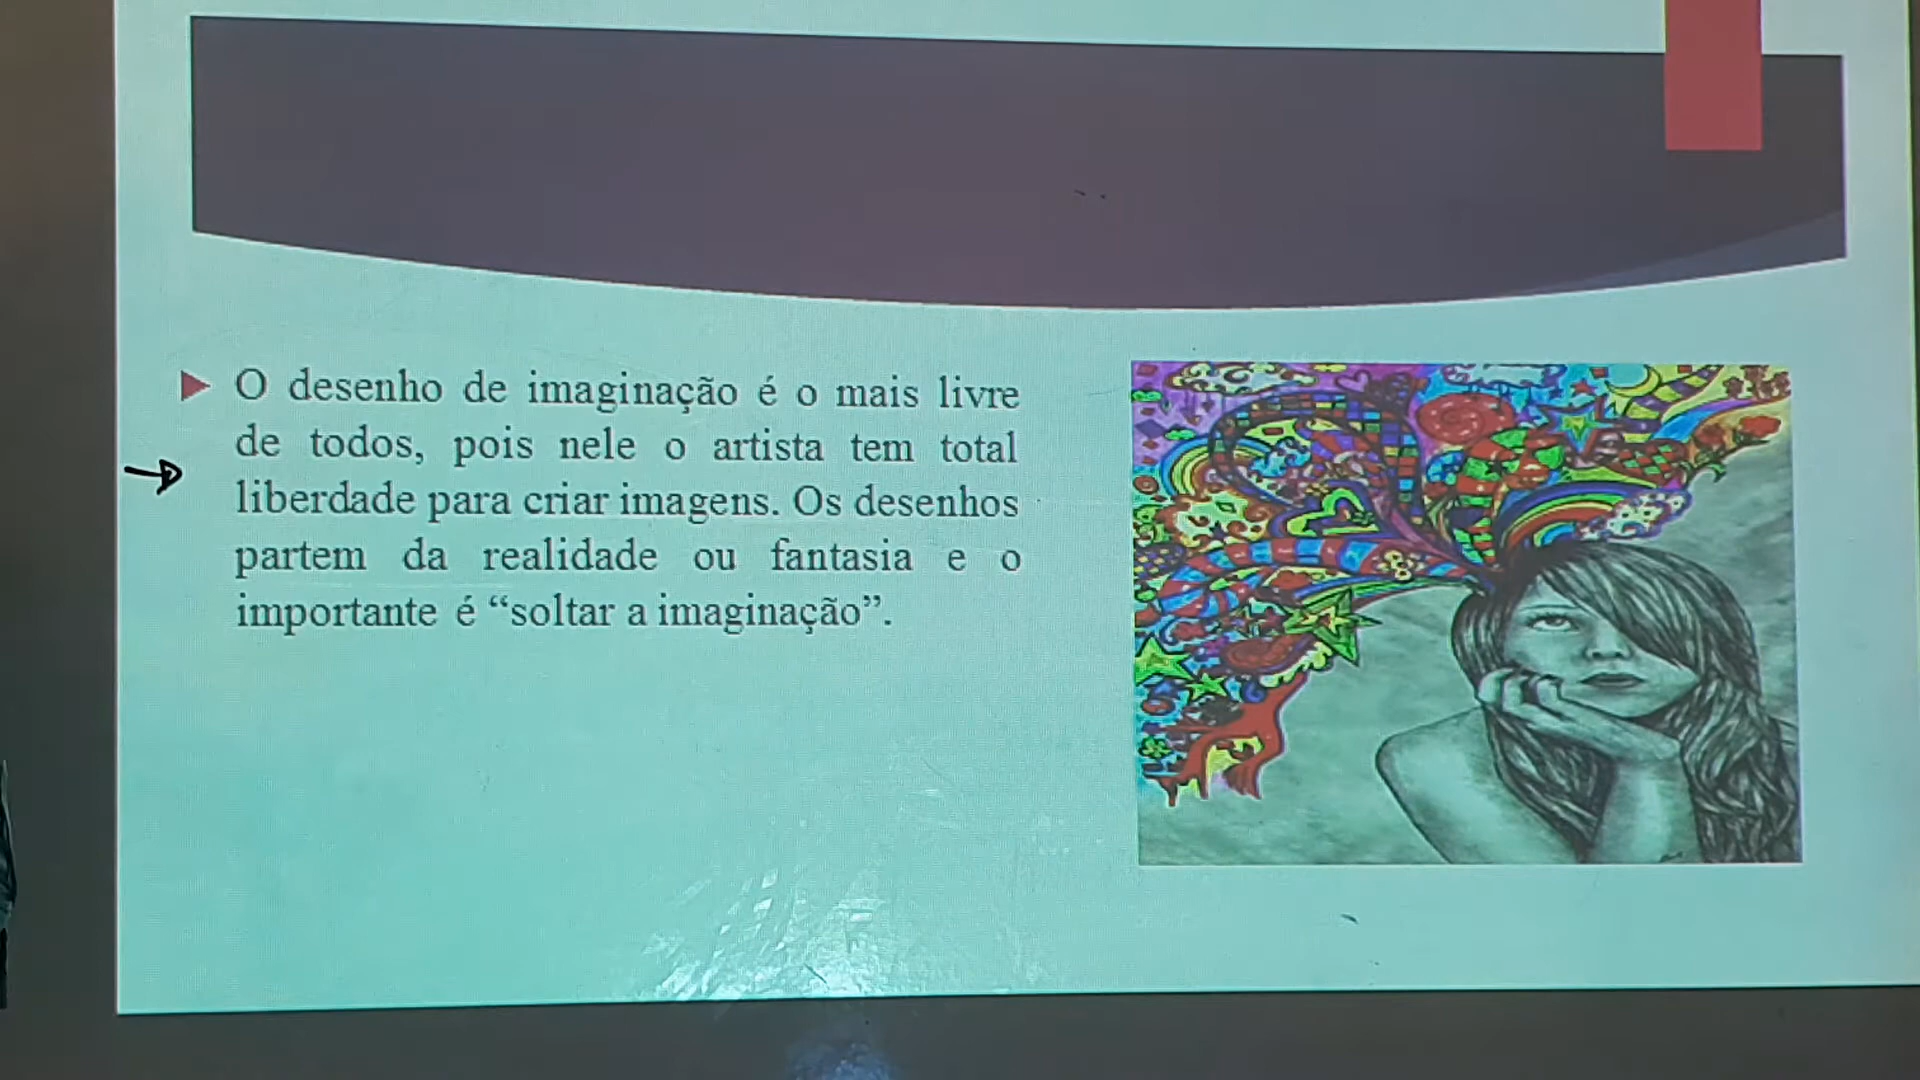 O desenho de imaginação é o mais livre
de todos, pois nele o artista tem total
liberdade para criar imagens. Os desenhos
partem da realidade ou fantasia e o
importante é “soltar a imaginação”.